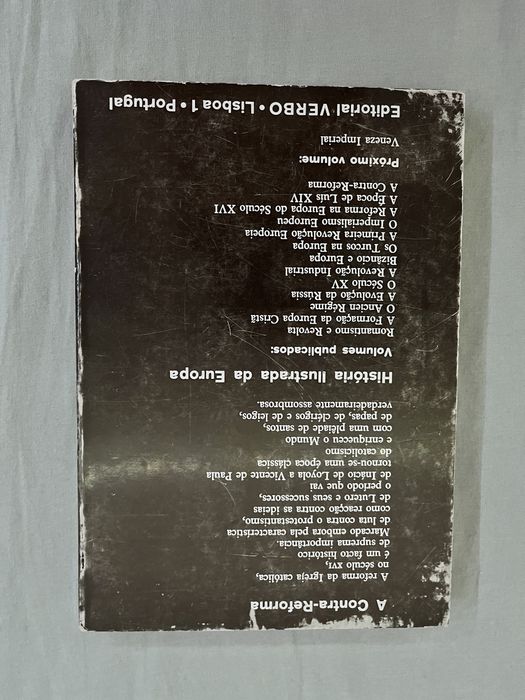 A Contra-Reforma
A reforma da Igreja católica,
no século XVI,
é um facto histórico
de suprema importância.
Marcado embora pela característica
de luta contra o protestantismo,
como reacção contra as ideias
de Lutero e seus sucessores,
o período que vai
de Inácio de Loyola a Vicente de Paula
tornou-se uma época clássica
do catolicismo
e enriqueceu o Mundo
com uma plêiade de santos,
de papas, de clérigos e de leigos,
verdadeiramente assombrosa.
História Ilustrada da Europa
Volumes publicados:
Romantismo e Revolta
A Formação da Europa Cristã
O Ancien Régime
A Evolução da Rússia
O Século XV
A Revolução Industrial
Bizâncio e Europa
Os Turcos na Europa
A Primeira Revolução Europeia
O Imperialismo Europeu
A Reforma na Europa do Século XVI
A Época de Luís XIV
A Contra-Reforma
Próximo volume:
Veneza Imperial
Editorial VERBO • Lisboa 1 • Portugal